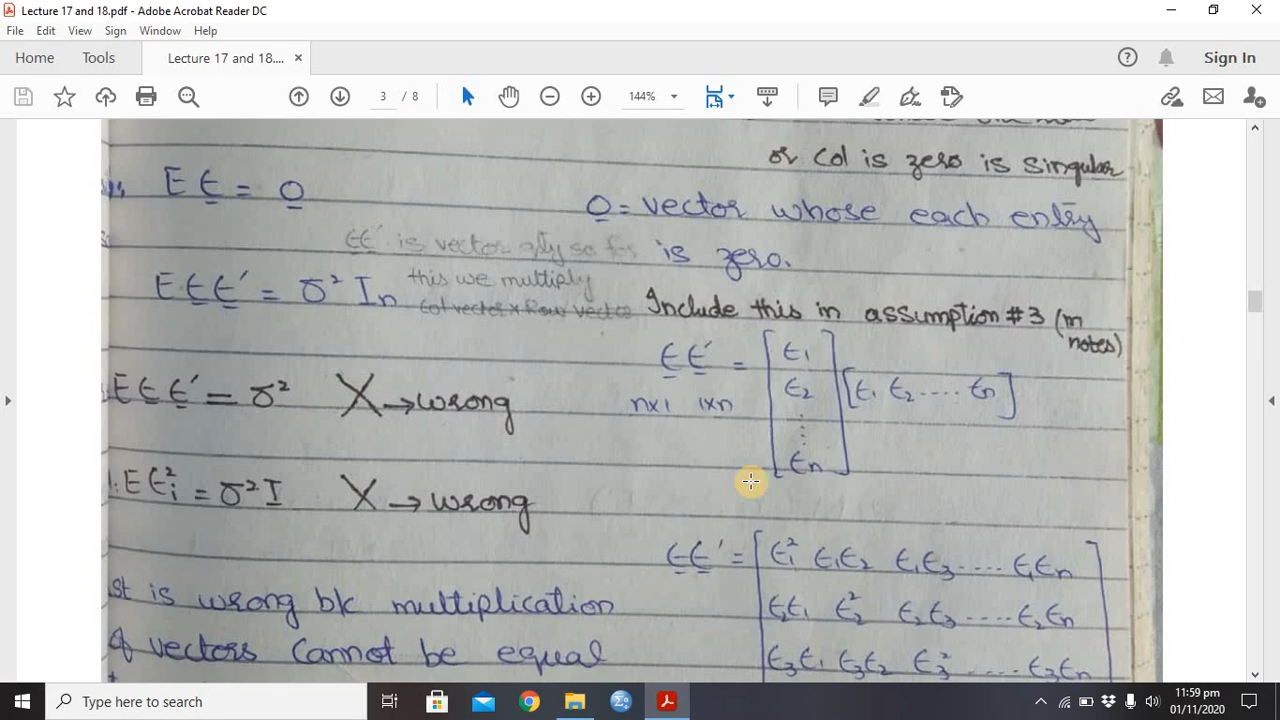 Lecture 17 and 18.pdf - Adobe Acrobat Reader DC
File Edit View Sign Window Help
Home Tools Lecture 17 and 18.... × Sign In
3 / 8 144%
or Col is zero is singular
E ϵ = 0
0 = vector whose each entry
is zero.
ϵϵ′ is vector so for
this we multiply
Col vector x Row vector
E ϵ ϵ′ = σ² In
Include this in assumption #3 (in
notes)
ϵ ϵ′ = [ϵ1 ϵ2 ⋮ ϵn] [ϵ1 ϵ2 .... ϵn]
nx1 1xn
E ϵ ϵ′ = σ² X → wrong
E ϵi² = σ² I X → wrong
ϵ ϵ′ = [ϵ1² ϵ1ϵ2 ϵ1ϵ3 .... ϵ1ϵn
ϵ2ϵ1 ϵ2² ϵ2ϵ3 .... ϵ2ϵn
ϵ3ϵ1 ϵ3ϵ2 ϵ3² .... ϵ3ϵn]
It is wrong b/c multiplication
of vectors cannot be equal
Type here to search
11:59 pm
01/11/2020